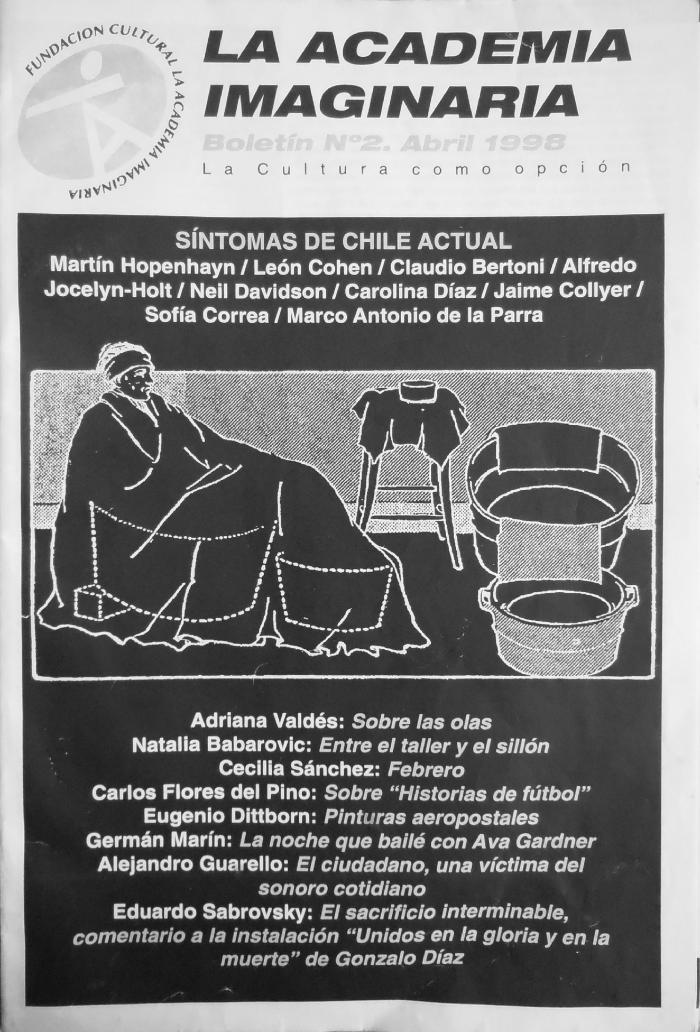 FUNDACION CULTURAL LA ACADEMIA IMAGINARIA
LA ACADEMIA
IMAGINARIA
Boletín Nº2. Abril 1998
La Cultura como opción
SÍNTOMAS DE CHILE ACTUAL
Martín Hopenhayn / León Cohen / Claudio Bertoni / Alfredo
Jocelyn-Holt / Neil Davidson / Carolina Díaz / Jaime Collyer /
Sofía Correa / Marco Antonio de la Parra
Adriana Valdés: Sobre las olas
Natalia Babarovic: Entre el taller y el sillón
Cecilia Sánchez: Febrero
Carlos Flores del Pino: Sobre “Historias de fútbol”
Eugenio Dittborn: Pinturas aeropostales
Germán Marín: La noche que bailé con Ava Gardner
Alejandro Guarello: El ciudadano, una víctima del
sonoro cotidiano
Eduardo Sabrovsky: El sacrificio interminable,
comentario a la instalación “Unidos en la gloria y en la
muerte” de Gonzalo Díaz